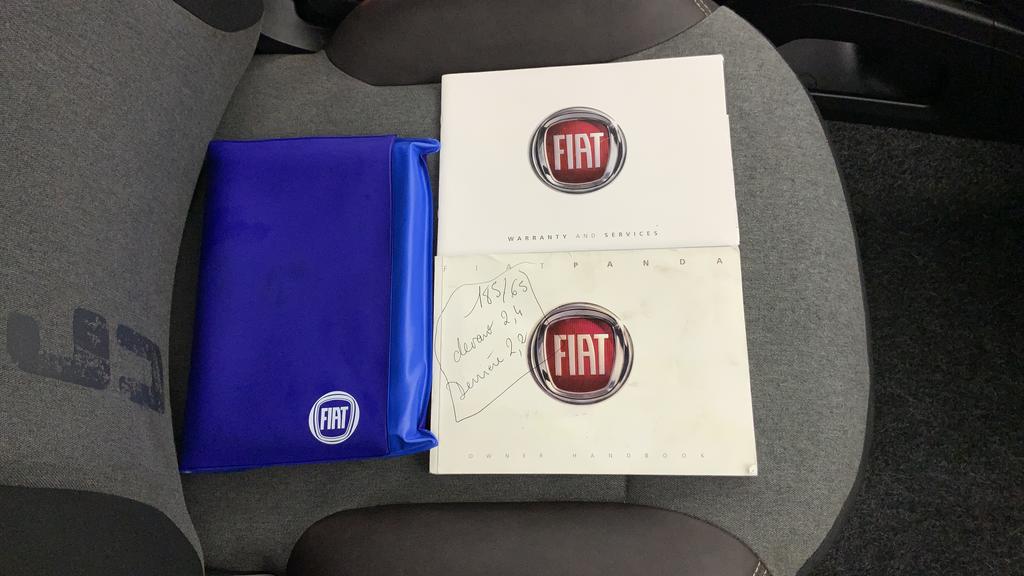 FIAT
WARRANTY AND SERVICES
FIAT PANDA
185/65
devant 2,4
Derrière 2,2
FIAT
OWNER HANDBOOK
FIAT